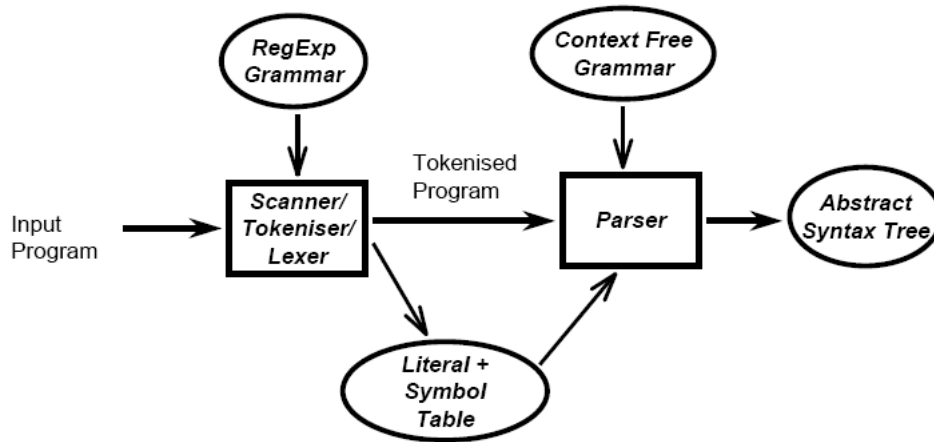 RegExp
Grammar
Context Free
Grammar
Input
Program
Scanner/
Tokeniser/
Lexer
Tokenised
Program
Parser
Abstract
Syntax Tree
Literal +
Symbol
Table